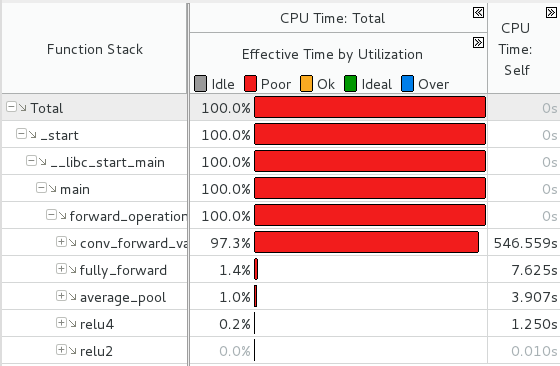 CPU Time: Total
CPU Time: Self
Function Stack
Effective Time by Utilization
Idle Poor Ok Ideal Over
Total 100.0% 0s
_start 100.0% 0s
__libc_start_main 100.0% 0s
main 100.0% 0s
forward_operation 100.0% 0s
conv_forward_va 97.3% 546.559s
fully_forward 1.4% 7.625s
average_pool 1.0% 3.907s
relu4 0.2% 1.250s
relu2 0.0% 0.010s